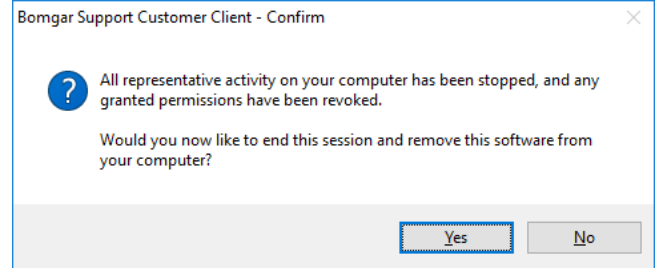 Bomgar Support Customer Client - Confirm
All representative activity on your computer has been stopped, and any
granted permissions have been revoked.
Would you now like to end this session and remove this software from
your computer?
Yes
No